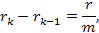 r_k − r_{k−1} = r/m,